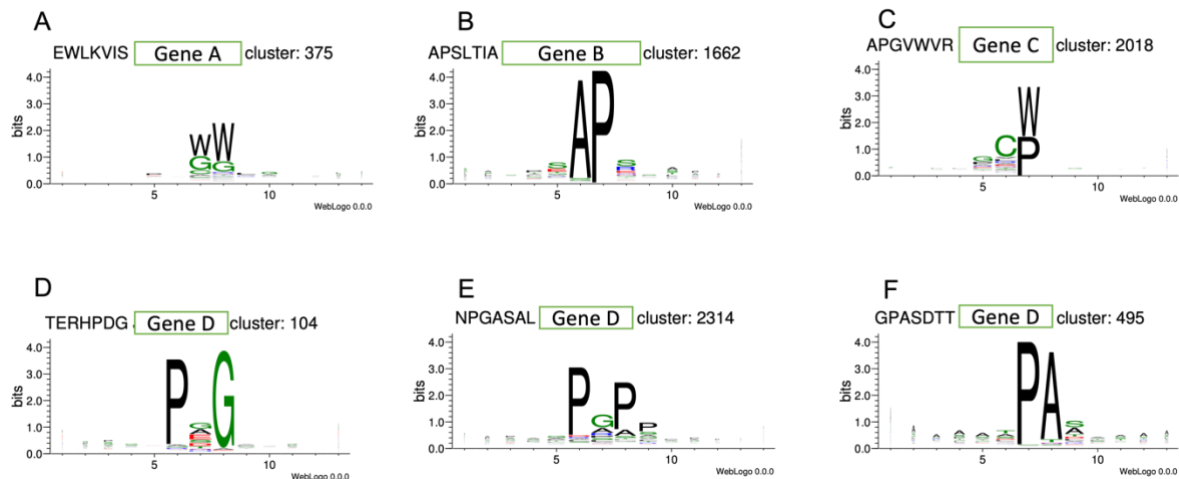 A
EWLKVIS Gene A cluster: 375
bits
4.0
3.0
2.0
1.0
0.0
W W
G G
5 10
WebLogo 0.0.0
B
APSLTIA Gene B cluster: 1662
bits
4.0
3.0
2.0
1.0
0.0
S A P S
5 10
WebLogo 0.0.0
C
APGVWVR Gene C cluster: 2018
bits
4.0
3.0
2.0
1.0
0.0
W
G C P
5 10
WebLogo 0.0.0
D
TERHPDG Gene D cluster: 104
bits
4.0
3.0
2.0
1.0
0.0
P G G
A
5 10
WebLogo 0.0.0
E
NPGASAL Gene D cluster: 2314
bits
4.0
3.0
2.0
1.0
0.0
P G P P
A A
5 10
WebLogo 0.0.0
F
GPASDTT Gene D cluster: 495
bits
4.0
3.0
2.0
1.0
0.0
P A S
A
5 10
WebLogo 0.0.0